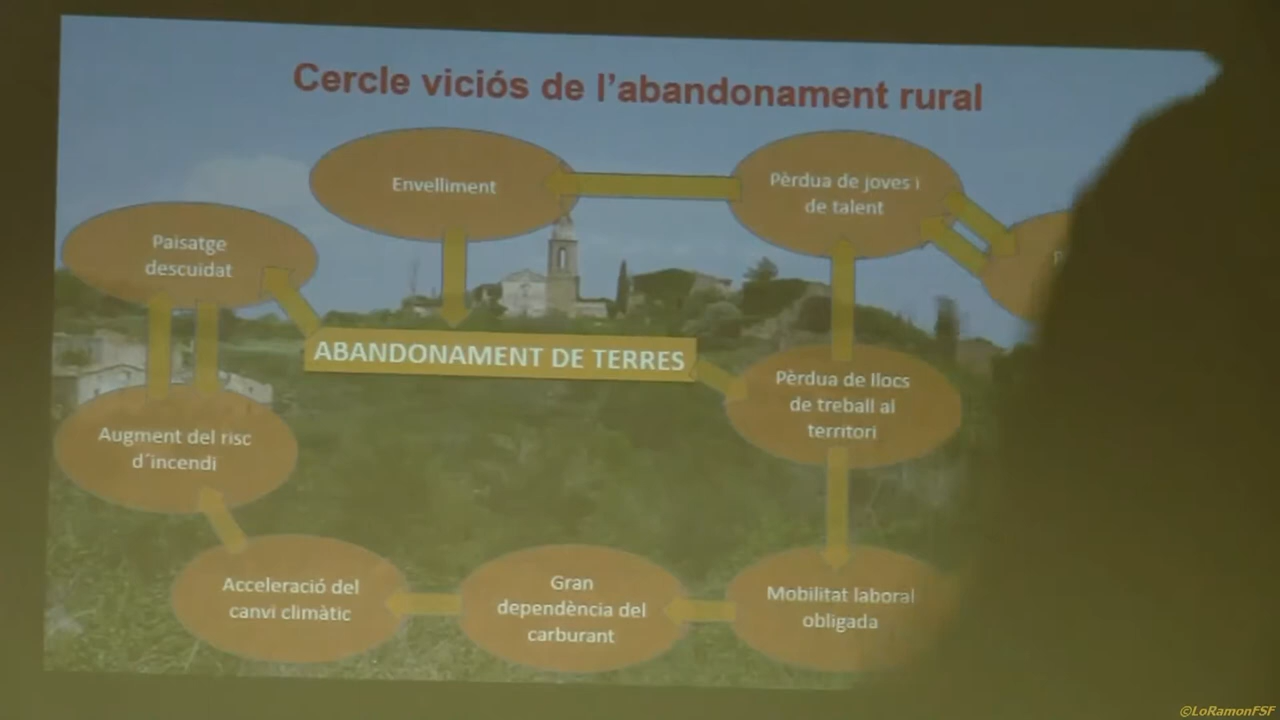 Cercle viciós de l'abandonament rural
Envelliment
Pèrdua de joves i
de talent
Paisatge
descuidat
ABANDONAMENT DE TERRES
Pèrdua de llocs
de treball al
territori
Augment del risc
d´incendi
Acceleració del
canvi climàtic
Gran
dependència del
carburant
Mobilitat laboral
obligada
©LoRamonFSF